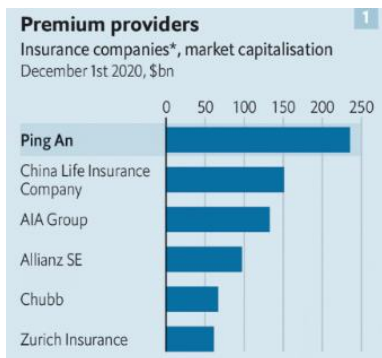 1
Premium providers
Insurance companies*, market capitalisation
December 1st 2020, $bn
0 50 100 150 200 250
Ping An
China Life Insurance
Company
AIA Group
Allianz SE
Chubb
Zurich Insurance